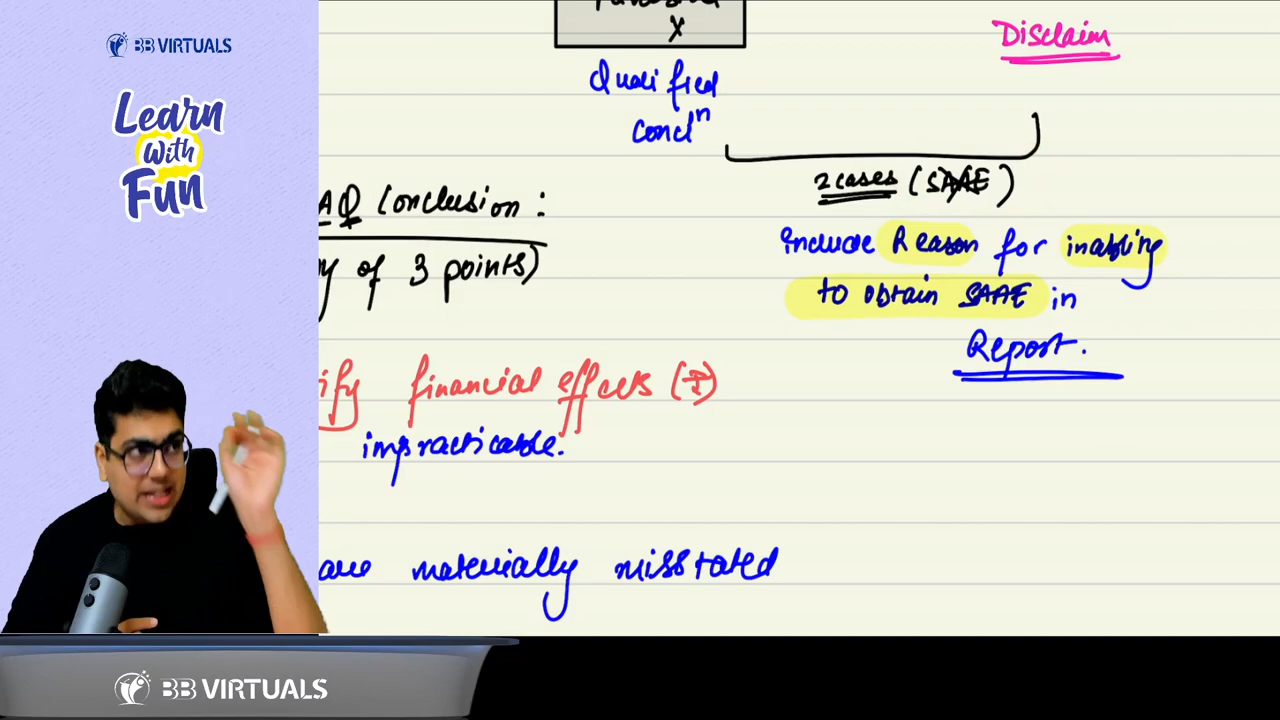 BB VIRTUALS
Learn
With
Fun
X
Qualified
Concl^n
Disclaim
2 cases (SAAE)
include Reason for inability
to obtain SAAE in
Report.
AQ Conclusion :
y of 3 points)
ify financial effects (₹)
impracticable.
are materially misstated
BB VIRTUALS